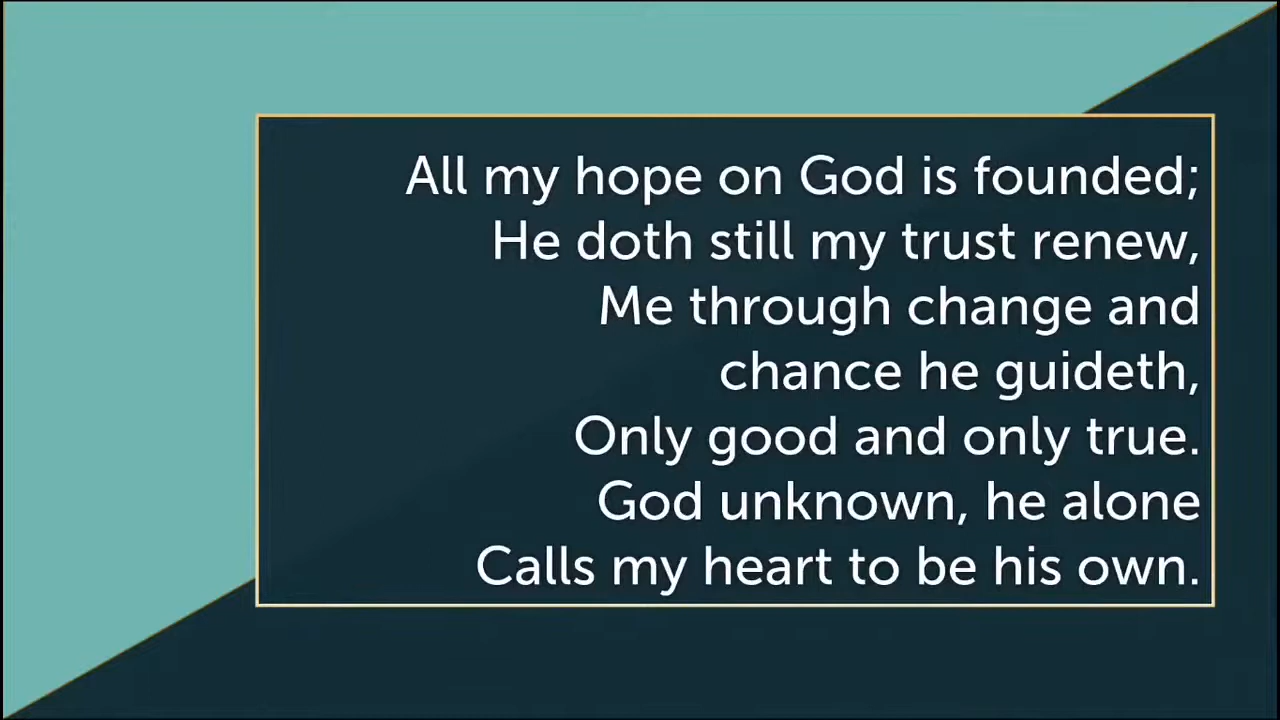 All my hope on God is founded;
He doth still my trust renew,
Me through change and
chance he guideth,
Only good and only true.
God unknown, he alone
Calls my heart to be his own.